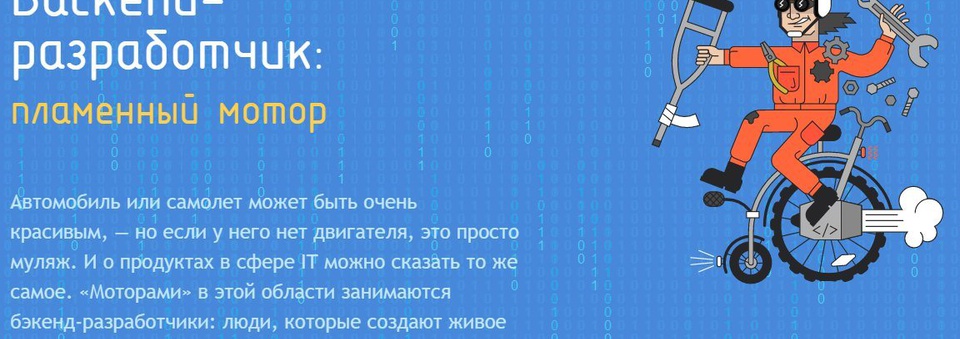 Backend-
разработчик:
пламенный мотор
Автомобиль или самолет может быть очень
красивым, — но если у него нет двигателя, это просто
муляж. И о продуктах в сфере IT можно сказать то же
самое. «Моторами» в этой области занимаются
бэкенд-разработчики: люди, которые создают живое